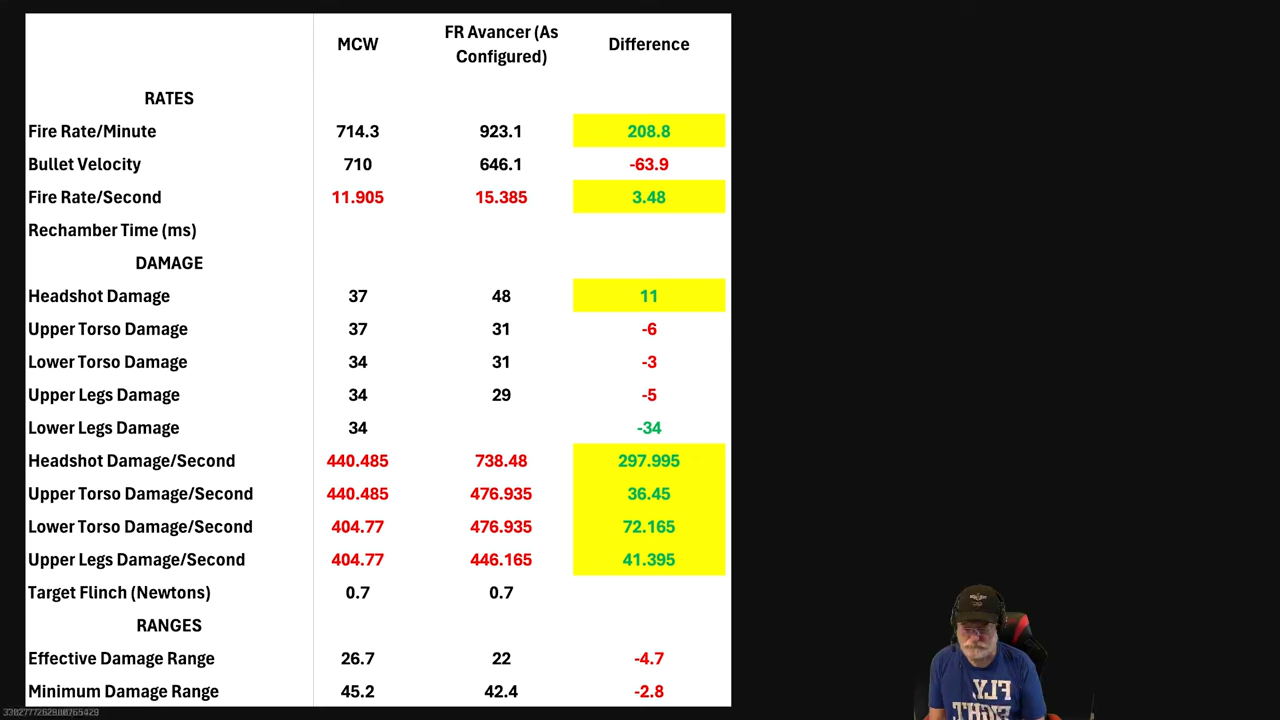 MCW FR Avancer (As Configured) Difference
RATES
Fire Rate/Minute 714.3 923.1 208.8
Bullet Velocity 710 646.1 -63.9
Fire Rate/Second 11.905 15.385 3.48
Rechamber Time (ms)
DAMAGE
Headshot Damage 37 48 11
Upper Torso Damage 37 31 -6
Lower Torso Damage 34 31 -3
Upper Legs Damage 34 29 -5
Lower Legs Damage 34 -34
Headshot Damage/Second 440.485 738.48 297.995
Upper Torso Damage/Second 440.485 476.935 36.45
Lower Torso Damage/Second 404.77 476.935 72.165
Upper Legs Damage/Second 404.77 446.165 41.395
Target Flinch (Newtons) 0.7 0.7
RANGES
Effective Damage Range 26.7 22 -4.7
Minimum Damage Range 45.2 42.4 -2.8
FLY
EIGHT